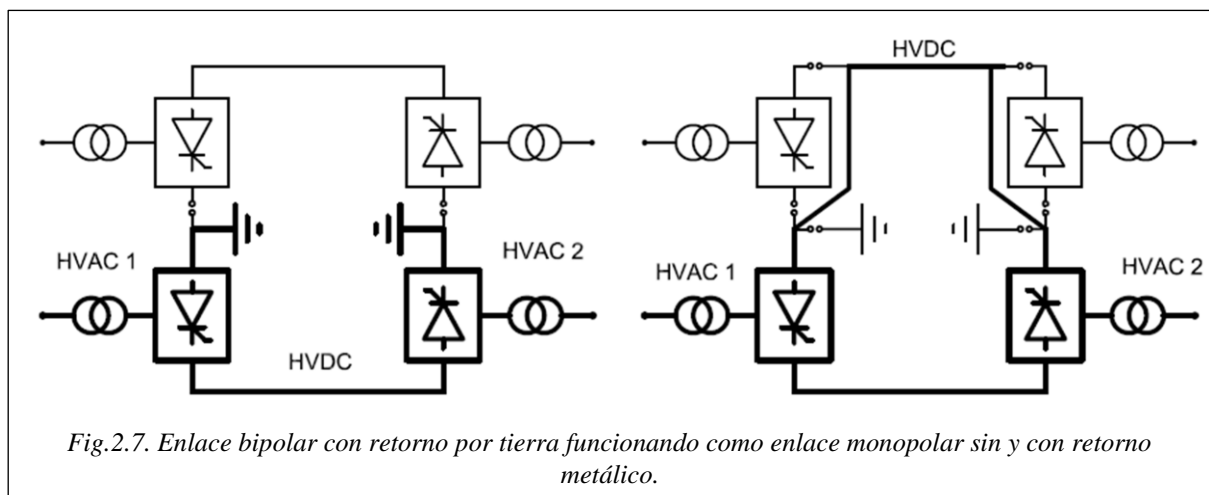 HVDC
HVAC 1
HVAC 2
HVDC
HVAC 1
HVAC 2
HVDC
Fig.2.7. Enlace bipolar con retorno por tierra funcionando como enlace monopolar sin y con retorno
metálico.